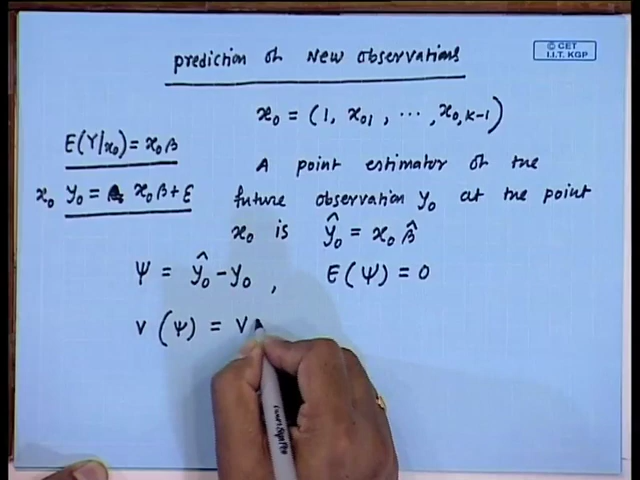 prediction of New observations
© CET
I.I.T. KGP
x₀ = (1, x₀₁, ⋯, x₀,ₖ₋₁)
E(Y|x₀) = x₀β
A point estimator of the
x₀ y₀ = x₀β + ε
future observation y₀ at the point
x₀ is ŷ₀ = x₀ β̂
Ψ = ŷ₀ - y₀ , E(Ψ) = 0
V (Ψ) = V